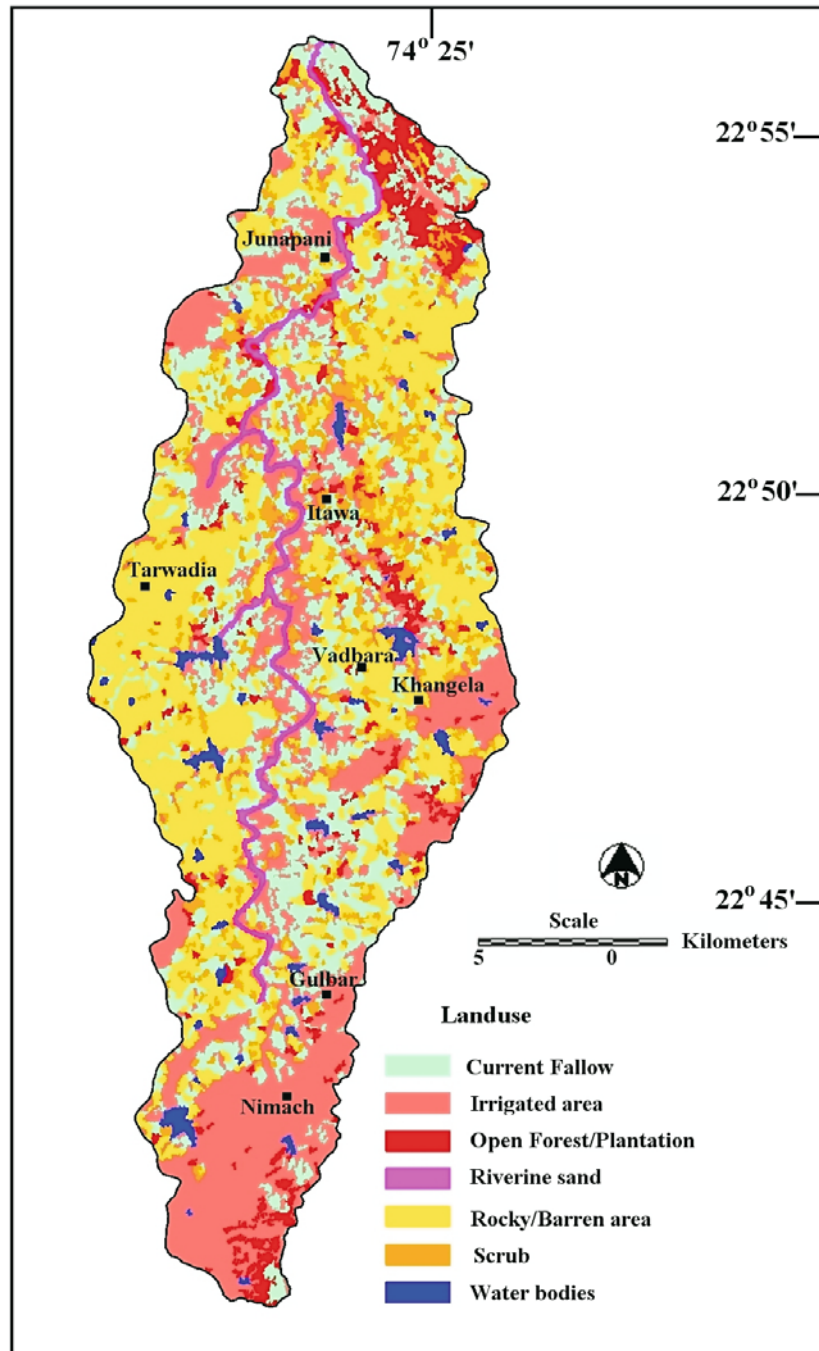 74° 25'
22° 55'
Junapani
22° 50'
Itawa
Tarwadia
Vadbara
Khangela
22° 45'
N
Scale
Kilometers
5 0
Gulbar
Landuse
Current Fallow
Irrigated area
Nimach
Open Forest/Plantation
Riverine sand
Rocky/Barren area
Scrub
Water bodies